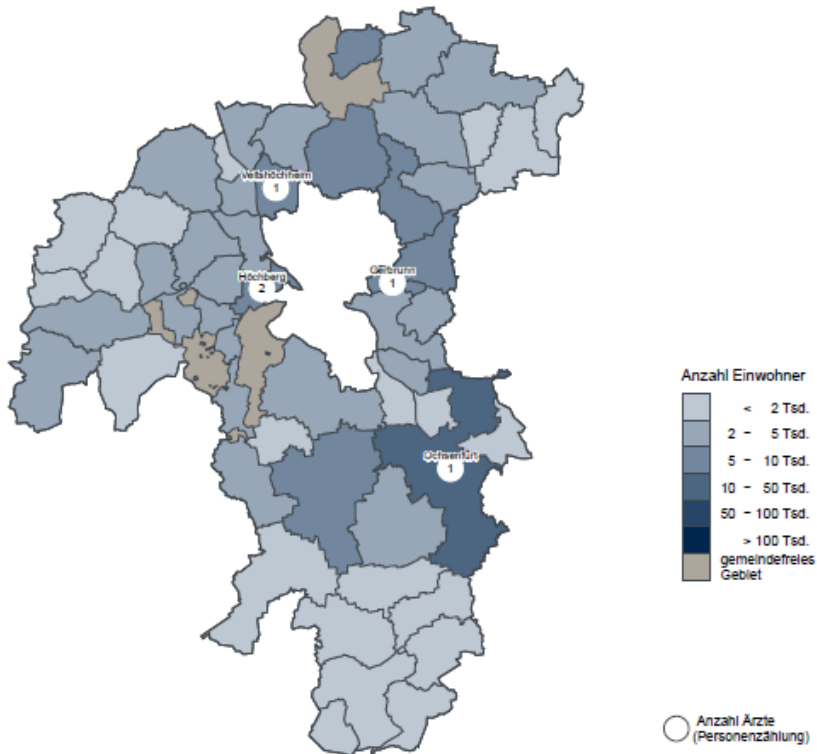 Veitshöchheim
1
Höchberg
2
Gerbrunn
1
Ochsenfurt
1
Anzahl Einwohner
< 2 Tsd.
2 - 5 Tsd.
5 - 10 Tsd.
10 - 50 Tsd.
50 - 100 Tsd.
> 100 Tsd.
gemeindefreies
Gebiet
Anzahl Ärzte
(Personenzählung)